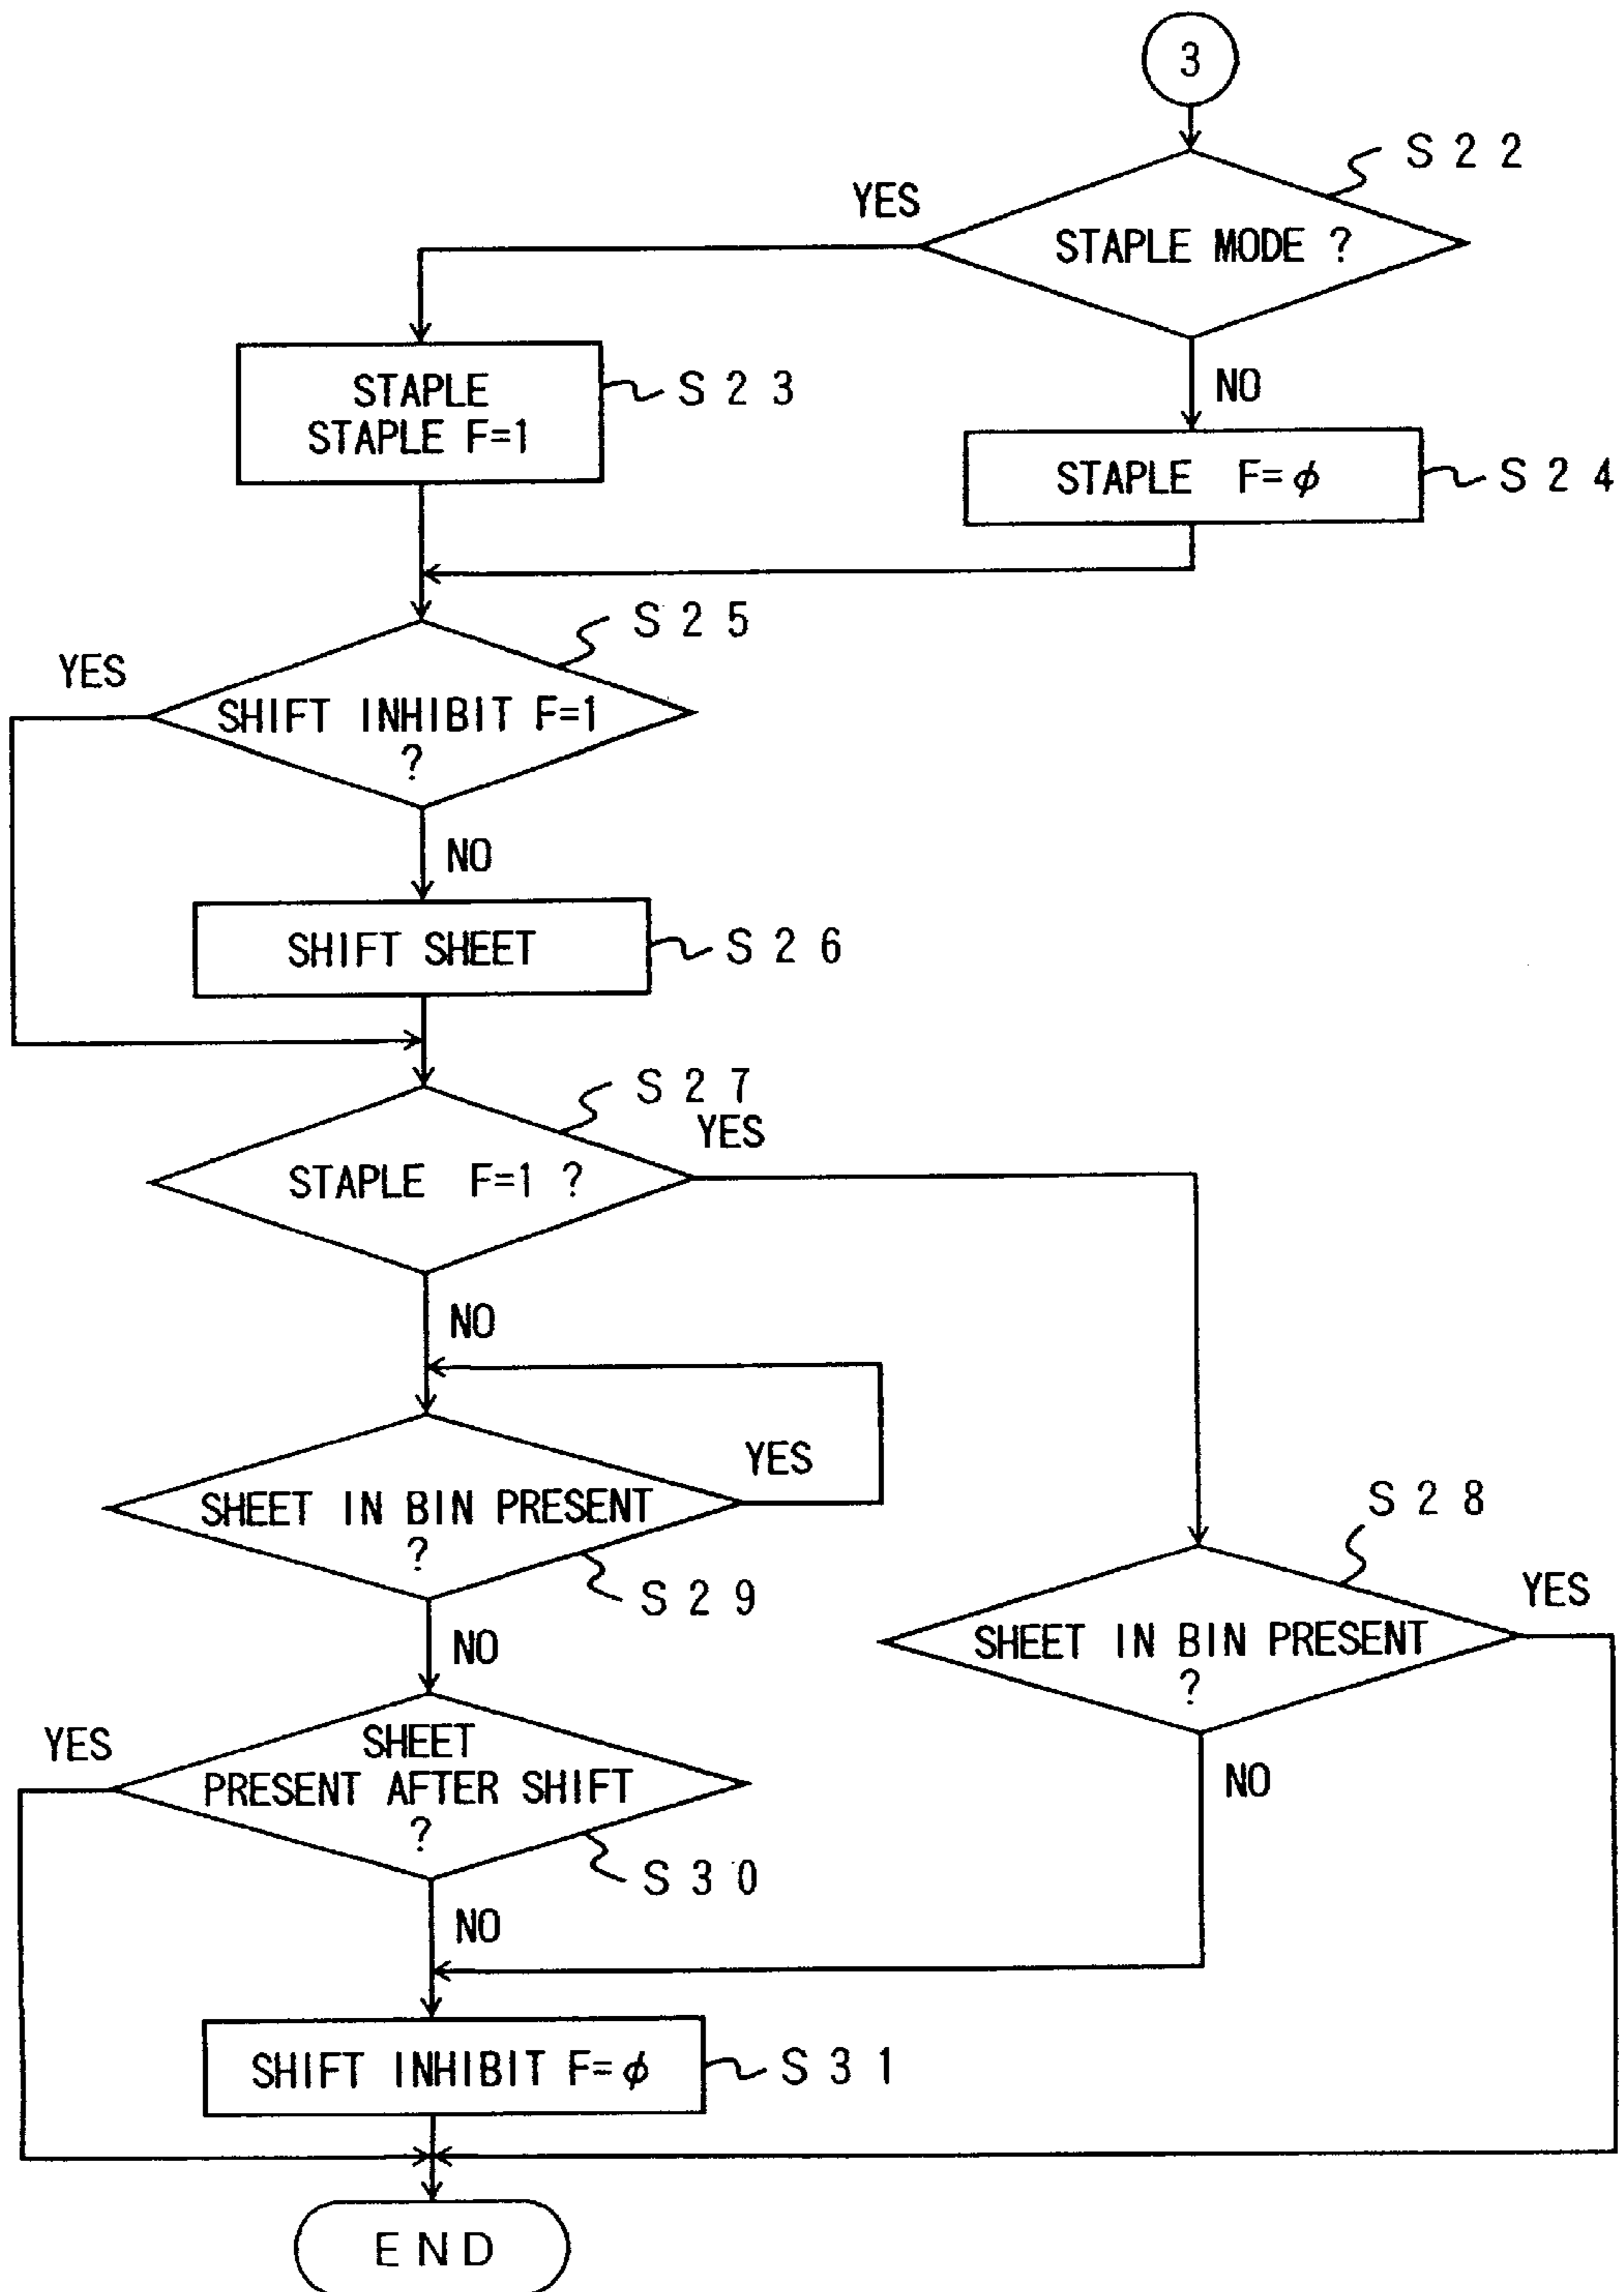 3
S22
YES
STAPLE MODE ?
NO
STAPLE
STAPLE F=1
S23
STAPLE F=ϕ
S24
S25
YES
SHIFT INHIBIT F=1
?
NO
SHIFT SHEET
S26
S27
YES
STAPLE F=1 ?
NO
YES
SHEET IN BIN PRESENT
?
S29
S28
YES
SHEET IN BIN PRESENT
?
NO
NO
YES
SHEET
PRESENT AFTER SHIFT
?
S30
NO
SHIFT INHIBIT F=ϕ
S31
END